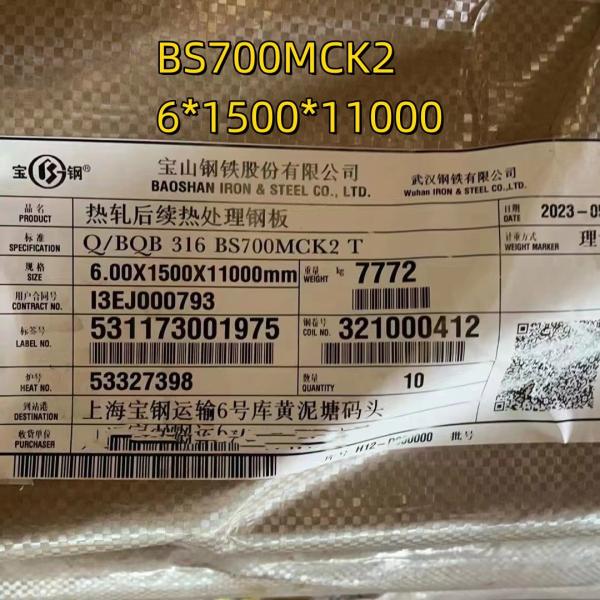 BS700MCK2
6*1500*11000
宝 钢®
宝山钢铁股份有限公司
BAOSHAN IRON & STEEL CO., LTD.
武汉钢铁有限公司
Wuhan IRON & STEEL CO., LTD.
品名 PRODUCT 热轧后续热处理钢板
日期 DATE 2023-05
标准 SPECIFICATION Q/BQB 316 BS700MCK2 T
计重方式 WEIGHT MARKER 理
规格 SIZE 6.00X1500X11000mm
重量 WEIGHT kg 7772
用户合同号 CONTRACT NO. I3EJ000793
标签号 LABEL NO. 531173001975
钢卷号 COIL NO. 321000412
炉号 HEAT NO. 53327398
数量 QUANTITY 10
到站港 DESTINATION 上海宝钢运输6号库黄泥塘码头
收货单位 PURCHASER
批号